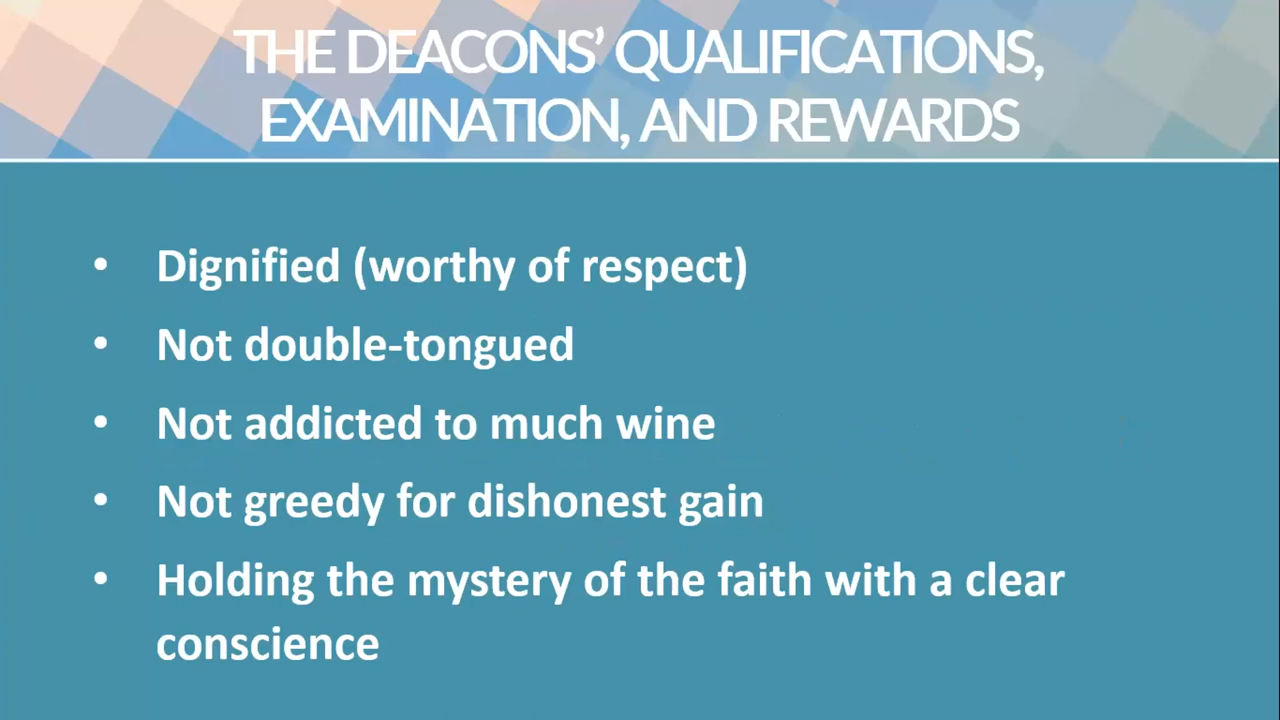 THE DEACONS’ QUALIFICATIONS,
EXAMINATION, AND REWARDS
• Dignified (worthy of respect)
• Not double-tongued
• Not addicted to much wine
• Not greedy for dishonest gain
• Holding the mystery of the faith with a clear
conscience